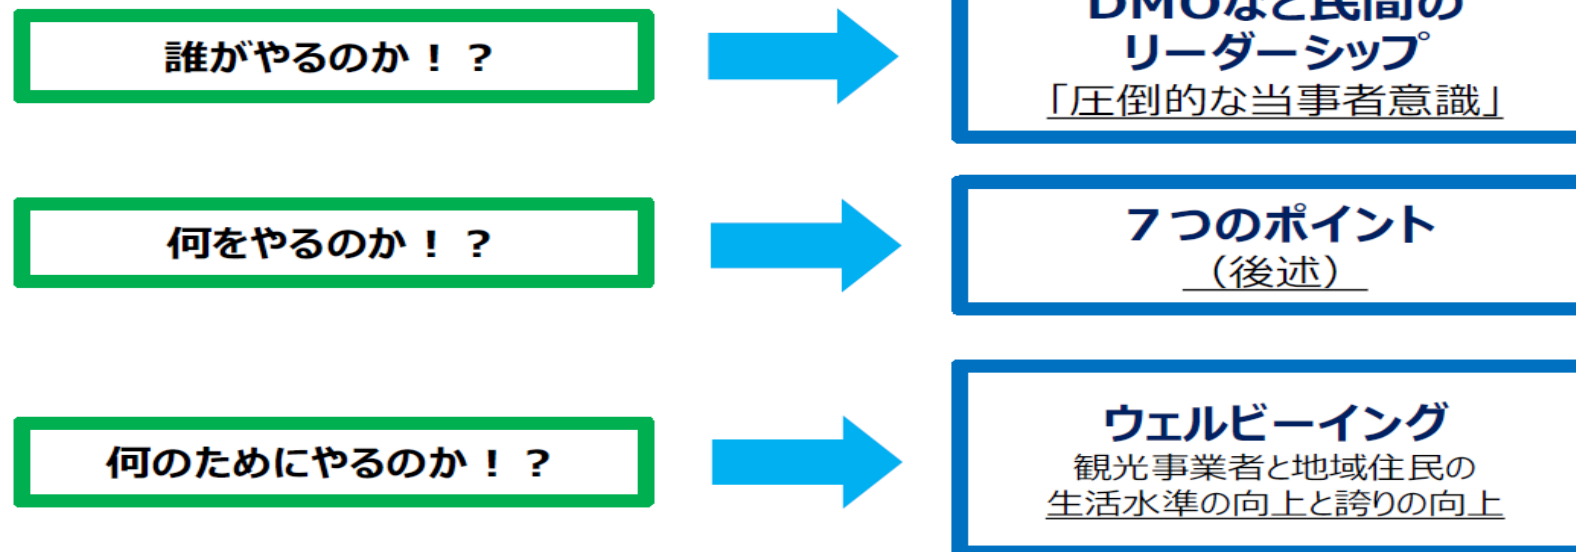 誰がやるのか！？
DMOなど民間の
リーダーシップ
「圧倒的な当事者意識」
何をやるのか！？
７つのポイント
（後述）
何のためにやるのか！？
ウェルビーイング
観光事業者と地域住民の
生活水準の向上と誇りの向上